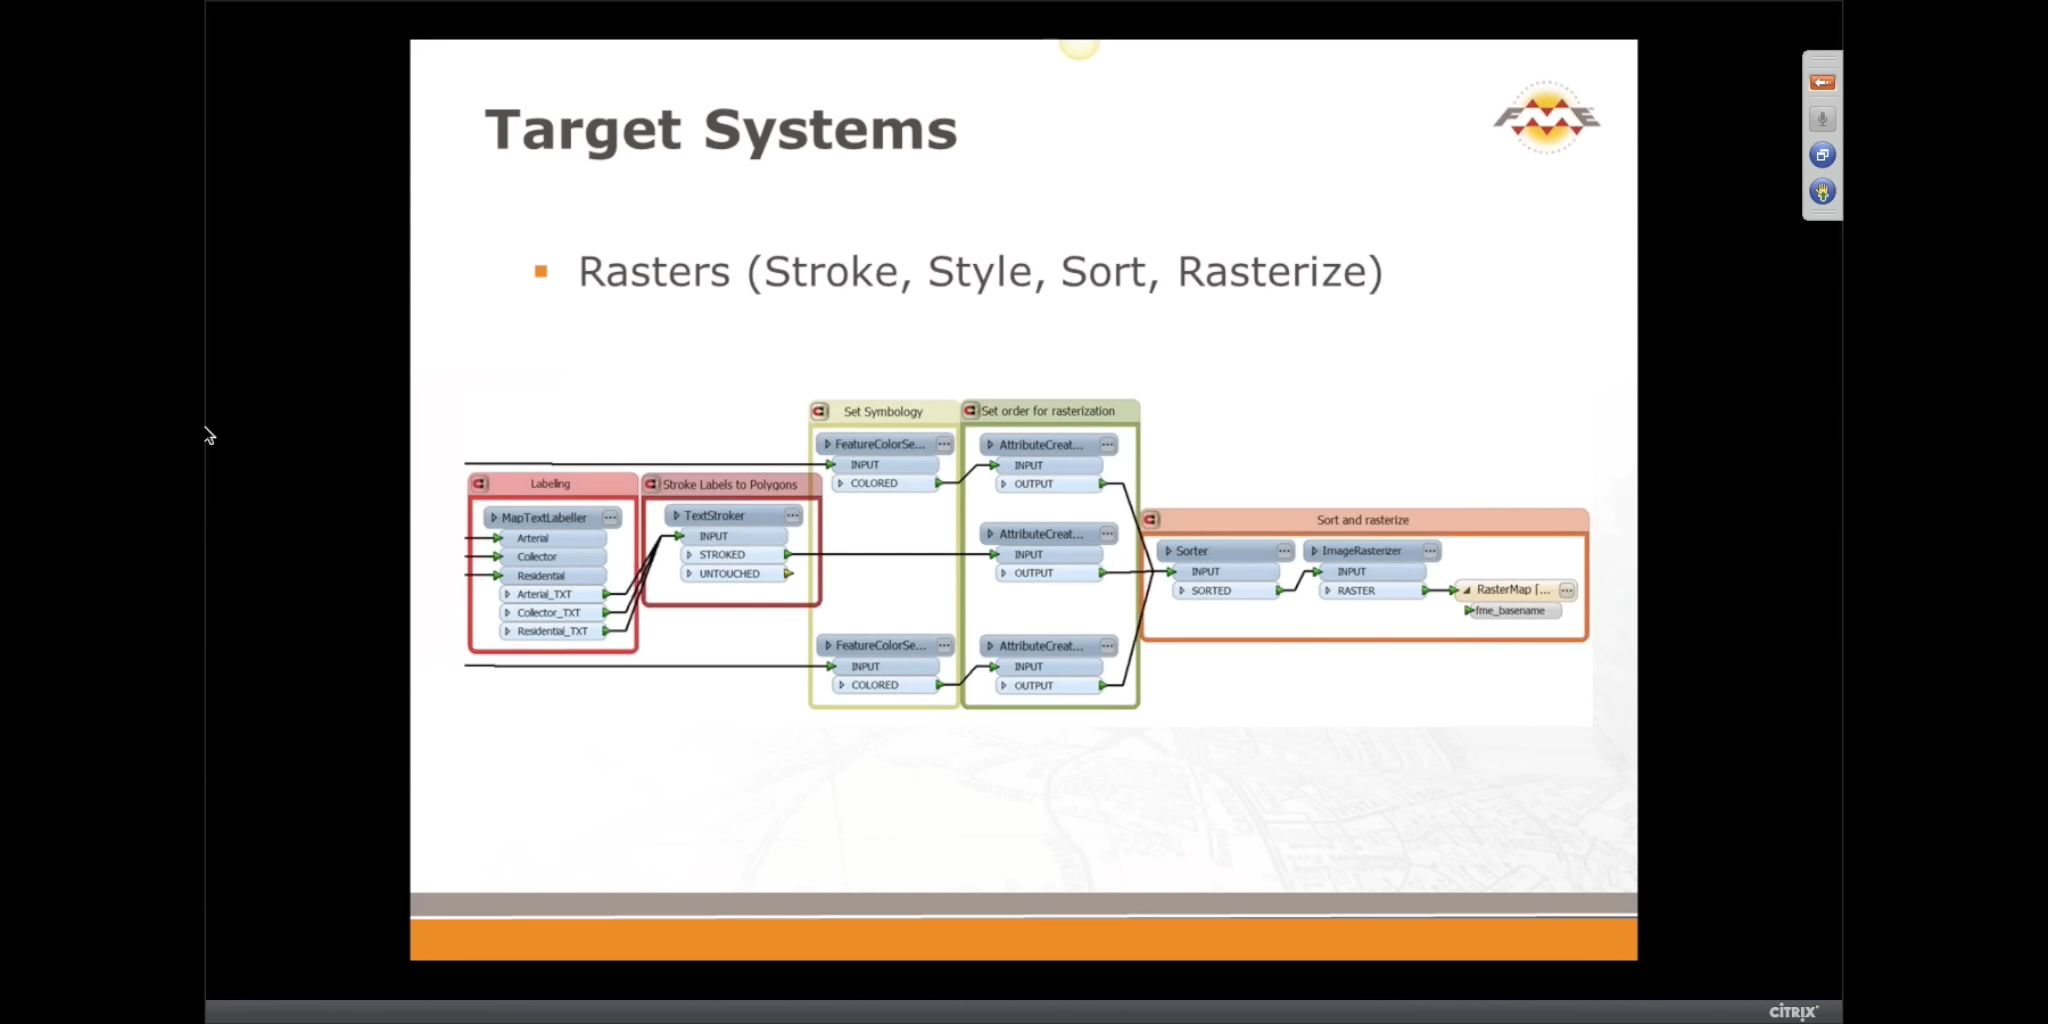 Target Systems
FME
Rasters (Stroke, Style, Sort, Rasterize)
Set Symbology
Set order for rasterization
FeatureColorSe...
INPUT
COLORED
AttributeCreat...
INPUT
OUTPUT
Labeling
MapTextLabeller
Arterial
Collector
Residential
Arterial_TXT
Collector_TXT
Residential_TXT
Stroke Labels to Polygons
TextStroker
INPUT
STROKED
UNTOUCHED
AttributeCreat...
INPUT
OUTPUT
Sort and rasterize
Sorter
INPUT
SORTED
ImageRasterizer
INPUT
RASTER
RasterMap [...
fme_basename
FeatureColorSe...
INPUT
COLORED
AttributeCreat...
INPUT
OUTPUT
CITRIX